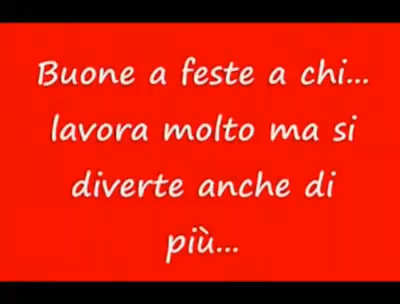 Buone a feste a chi...
lavora molto ma si
diverte anche di
più...